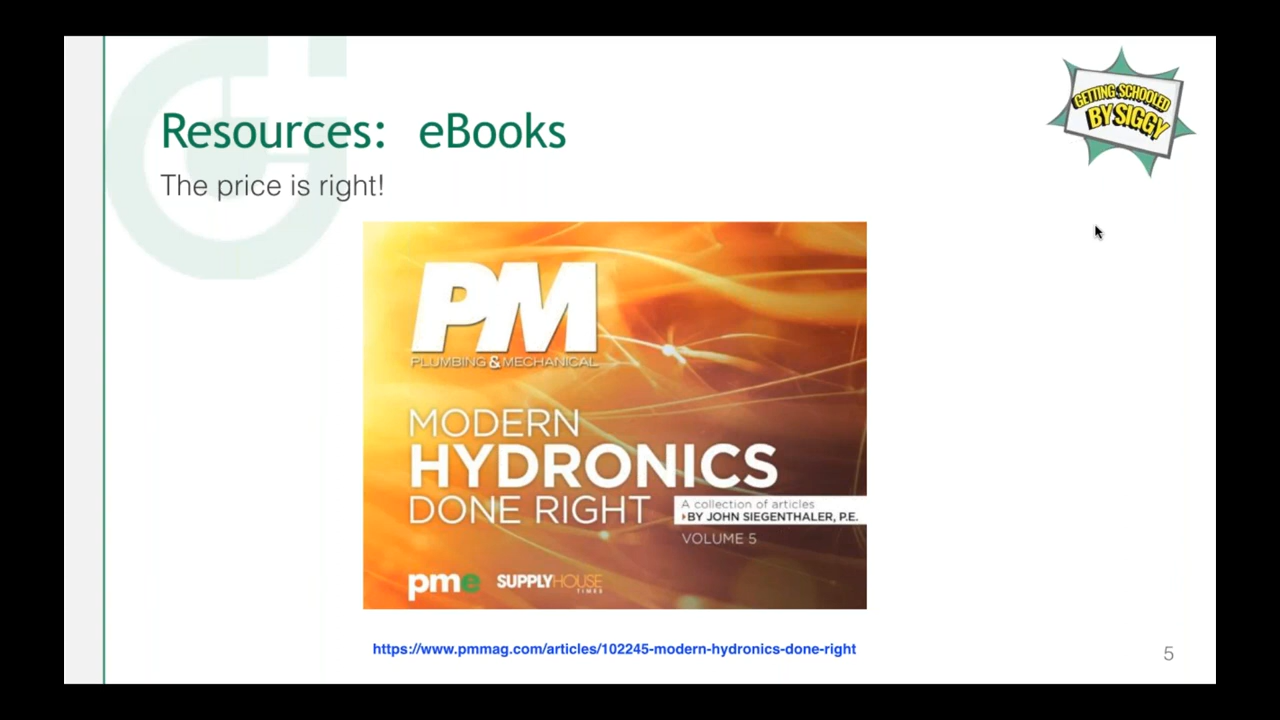 GETTING SCHOOLED
BY SIGGY
Resources: eBooks
The price is right!
PM
PLUMBING & MECHANICAL
MODERN
HYDRONICS
DONE RIGHT
A collection of articles
BY JOHN SIEGENTHALER, P.E.
VOLUME 5
pme SUPPLYHOUSE
TIMES
https://www.pmmag.com/articles/102245-modern-hydronics-done-right
5